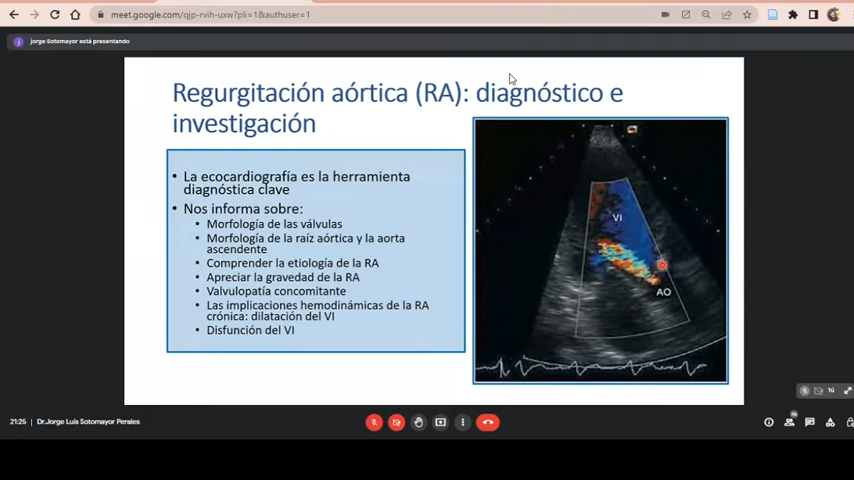 meet.google.com/qjp-rvih-uxw?pli=1&authuser=1
j
jorge Sotomayor está presentando
Regurgitación aórtica (RA): diagnóstico e
investigación
• La ecocardiografía es la herramienta
diagnóstica clave
• Nos informa sobre:
• Morfología de las válvulas
• Morfología de la raíz aórtica y la aorta
ascendente
• Comprender la etiología de la RA
• Apreciar la gravedad de la RA
• Valvulopatía concomitante
• Las implicaciones hemodinámicas de la RA
crónica: dilatación del VI
• Disfunción del VI
VI
AO
Tú
21:25 | Dr.Jorge Luis Sotomayor Perales